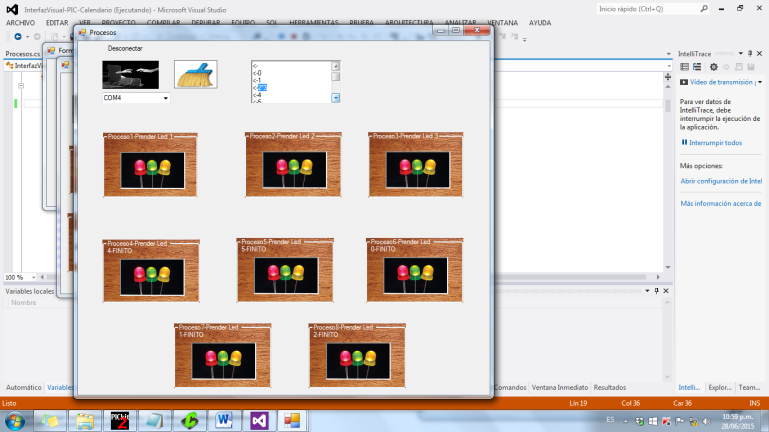 InterfazVisual-PIC-Calendario (Ejecutando) - Microsoft Visual Studio
Inicio rápido (Ctrl+Q)
ARCHIVO EDITAR VER PROYECTO COMPILAR DEPURAR EQUIPO SQL HERRAMIENTAS PRUEBA ARQUITECTURA ANALIZAR VENTANA AYUDA
Procesos.cs
Form
InterfazVi
Procesos
Desconectar
COM4
<-
<-0
<-1
<-4
Proceso1-Prender Led 1
Proceso2-Prender Led 2
Proceso3-Prender Led 3
Proceso4-Prender Led
4-FINITO
Proceso5-Prender Led
5-FINITO
Proceso6-Prender Led
0-FINITO
Proceso7-Prender Led
1-FINITO
Proceso8-Prender Led
2-FINITO
IntelliTrace
Vídeo de transmisión
Para ver datos de
IntelliTrace, debe
interrumpir la ejecución de
la aplicación.
Interrumpir todos
Más opciones:
Abrir configuración de Intel
Más información acerca de
100 %
Variables locales
Nombre
Automático Variables
Comandos Ventana Inmediato Resultados
Intelli... Explor... Team...
Listo
Lín 19 Col 36 Car 36 INS
ES
10:59 p.m.
28/06/2015